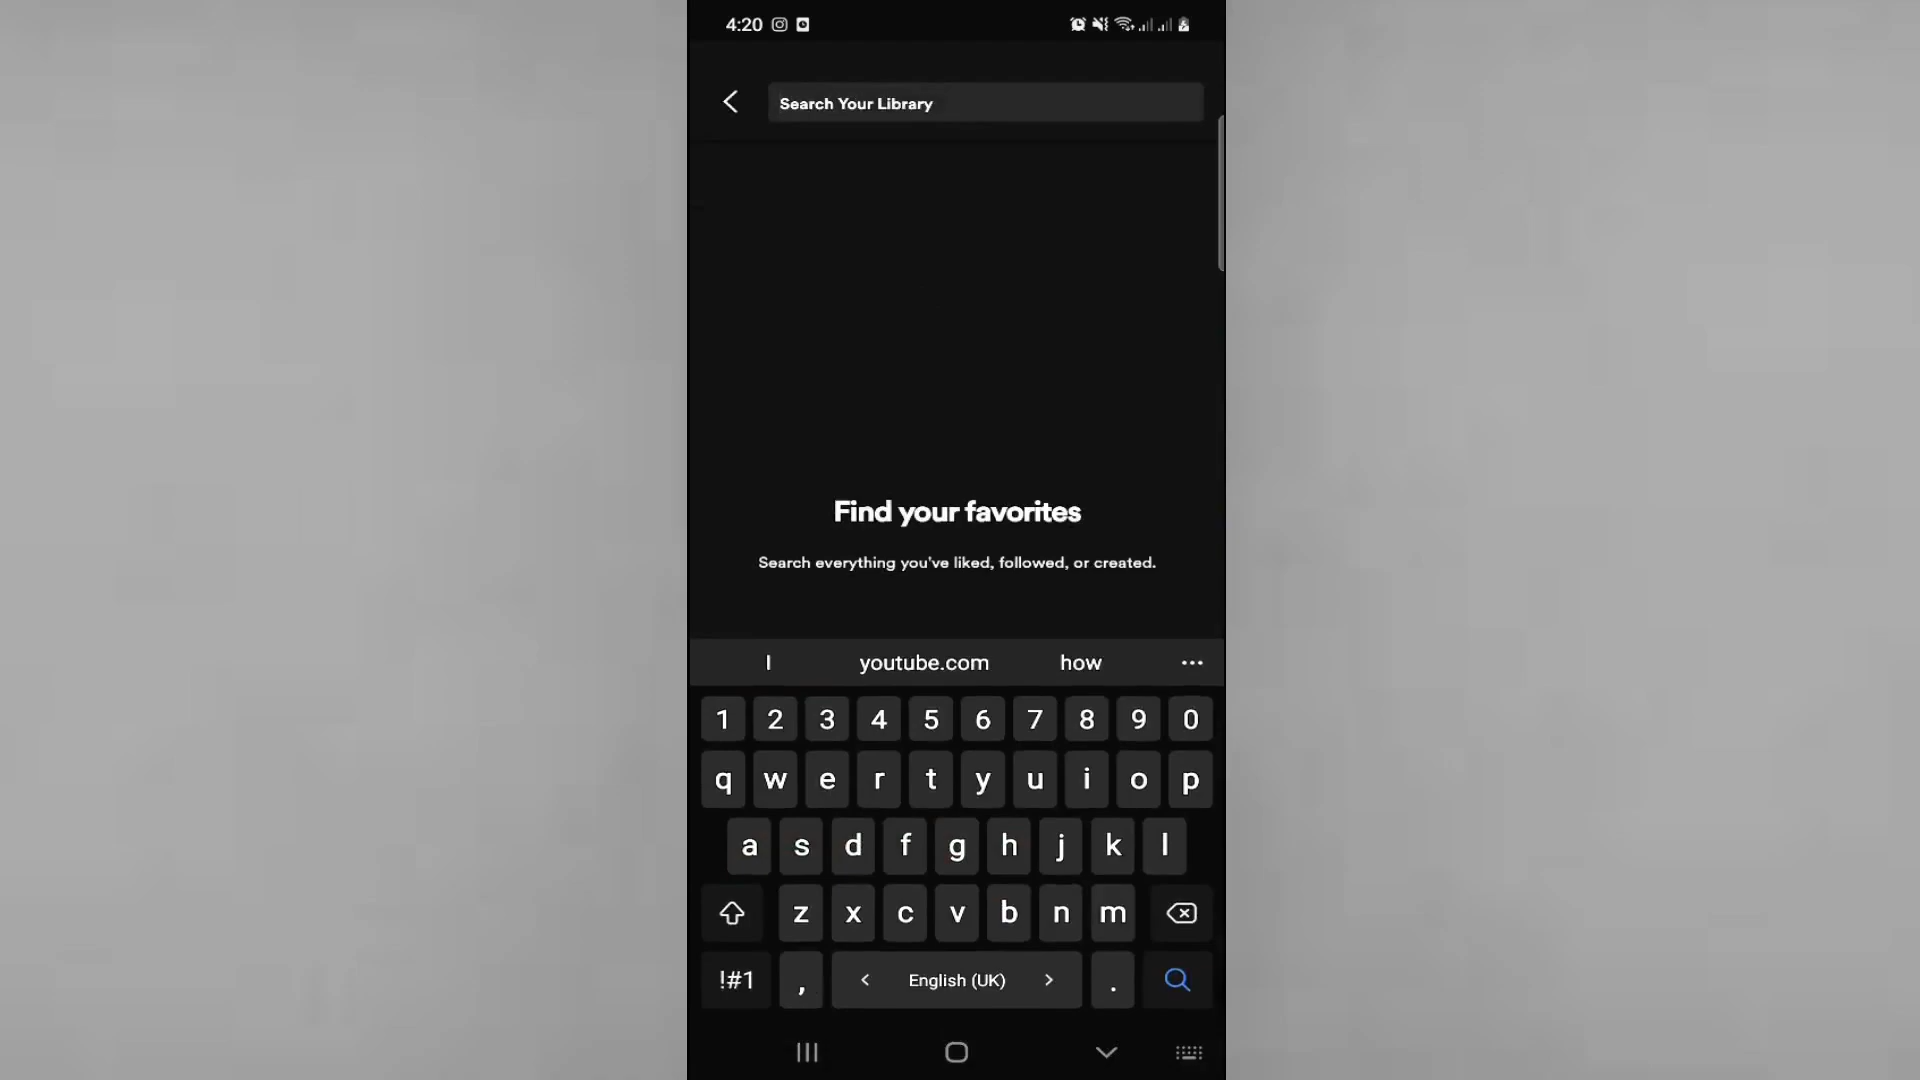 4:20
Search Your Library
Find your favorites
Search everything you've liked, followed, or created.
I youtube.com how
1 2 3 4 5 6 7 8 9 0
q w e r t y u i o p
a s d f g h j k l
z x c v b n m
!#1 , < English (UK) > .